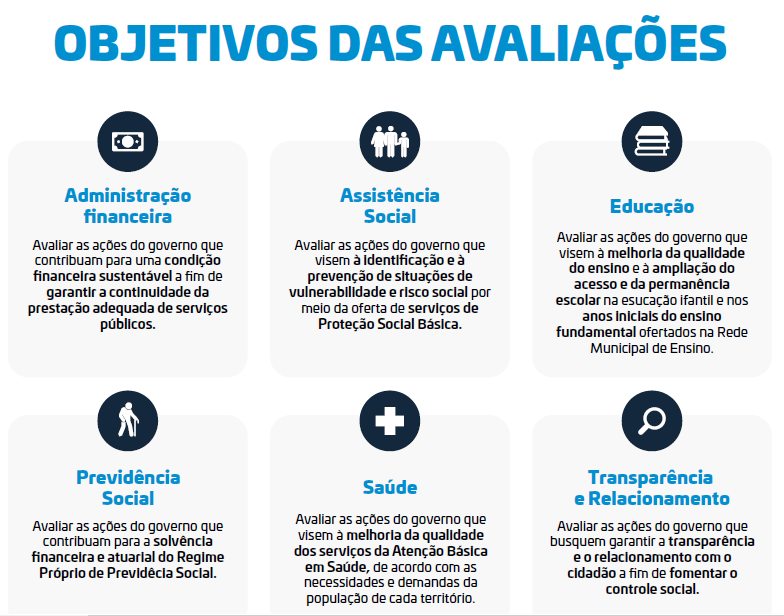 OBJETIVOS DAS AVALIAÇÕES
Administração
financeira
Avaliar as ações do governo que
contribuam para uma condição
financeira sustentável a fim de
garantir a continuidade da
prestação adequada de serviços
públicos.
Assistência
Social
Avaliar as ações do governo que
visem à identificação e à
prevenção de situações de
vulnerabilidade e risco social por
meio da oferta de serviços de
Proteção Social Básica.
Educação
Avaliar as ações do governo que
visem à melhoria da qualidade
do ensino e à ampliação do
acesso e da permanência
escolar na esucação ifantil e nos
anos iniciais do ensino
fundamental ofertados na Rede
Municipal de Ensino.
Previdência
Social
Avaliar as ações do governo que
contribuam para a solvência
financeira e atuarial do Regime
Próprio de Previdêcia Social.
Saúde
Avaliar as ações do governo que
visem à melhoria da qualidade
dos serviços da Atenção Básica
em Saúde, de acordo com as
necessidades e demandas da
população de cada território.
Transparência
e Relacionamento
Avaliar as ações do governo que
busquem garantir a transparência
e o relacionamento com o
cidadão a fim de fomentar o
controle social.